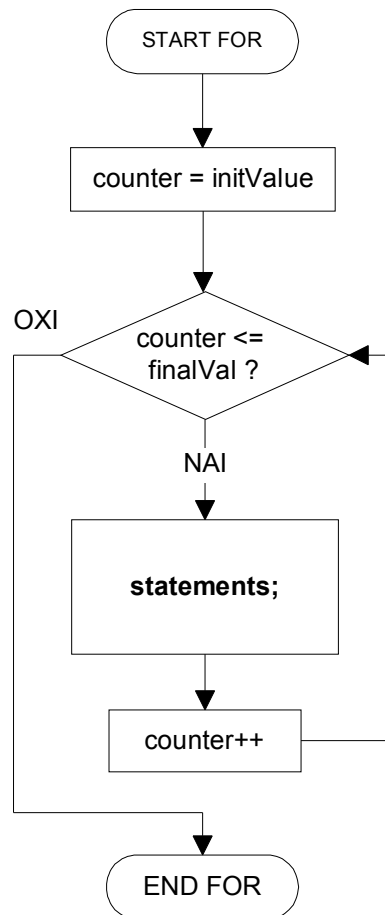 START FOR
counter = initValue
OXI
counter <=
finalVal ?
NAI
statements;
counter++
END FOR